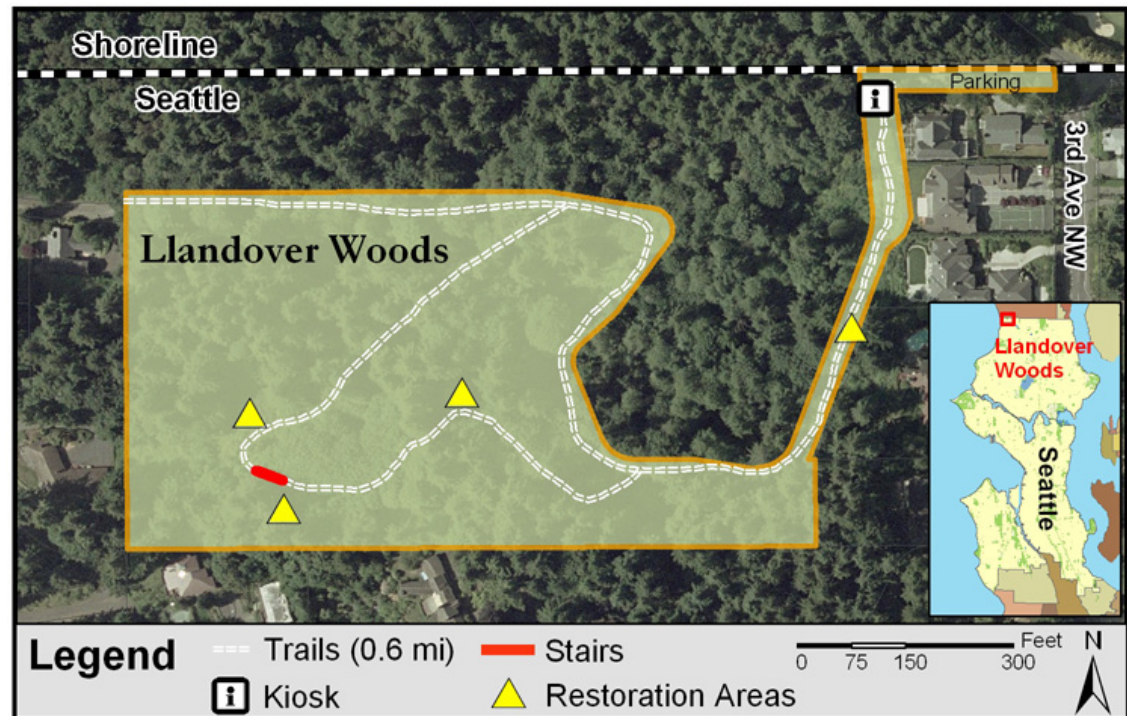 Shoreline
Seattle
Parking
i
3rd Ave NW
Llandover Woods
Llandover
Woods
Seattle
Legend
Trails (0.6 mi)
Stairs
i Kiosk
Restoration Areas
Feet
0 75 150 300
N